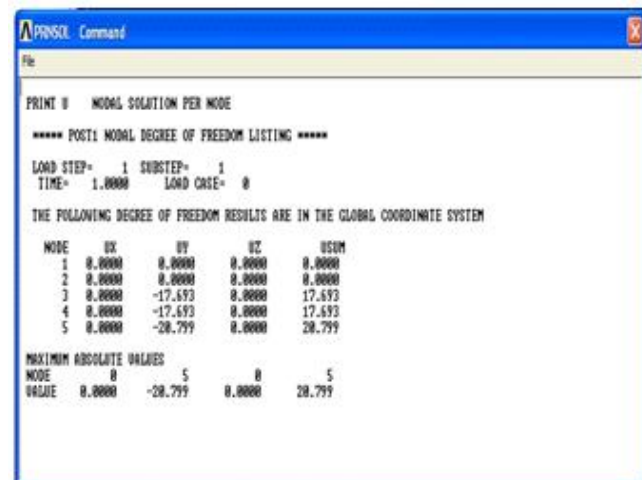 PRNSOL Command
File
PRINT U NODAL SOLUTION PER NODE
***** POST1 NODAL DEGREE OF FREEDOM LISTING *****
LOAD STEP= 1 SUBSTEP= 1
TIME= 1.0000 LOAD CASE= 0
THE FOLLOWING DEGREE OF FREEDOM RESULTS ARE IN THE GLOBAL COORDINATE SYSTEM
NODE UX UY UZ USUM
1 0.0000 0.0000 0.0000 0.0000
2 0.0000 0.0000 0.0000 0.0000
3 0.0000 -17.693 0.0000 17.693
4 0.0000 -17.693 0.0000 17.693
5 0.0000 -20.799 0.0000 20.799
MAXIMUM ABSOLUTE VALUES
NODE 0 5 0 5
VALUE 0.0000 -20.799 0.0000 20.799